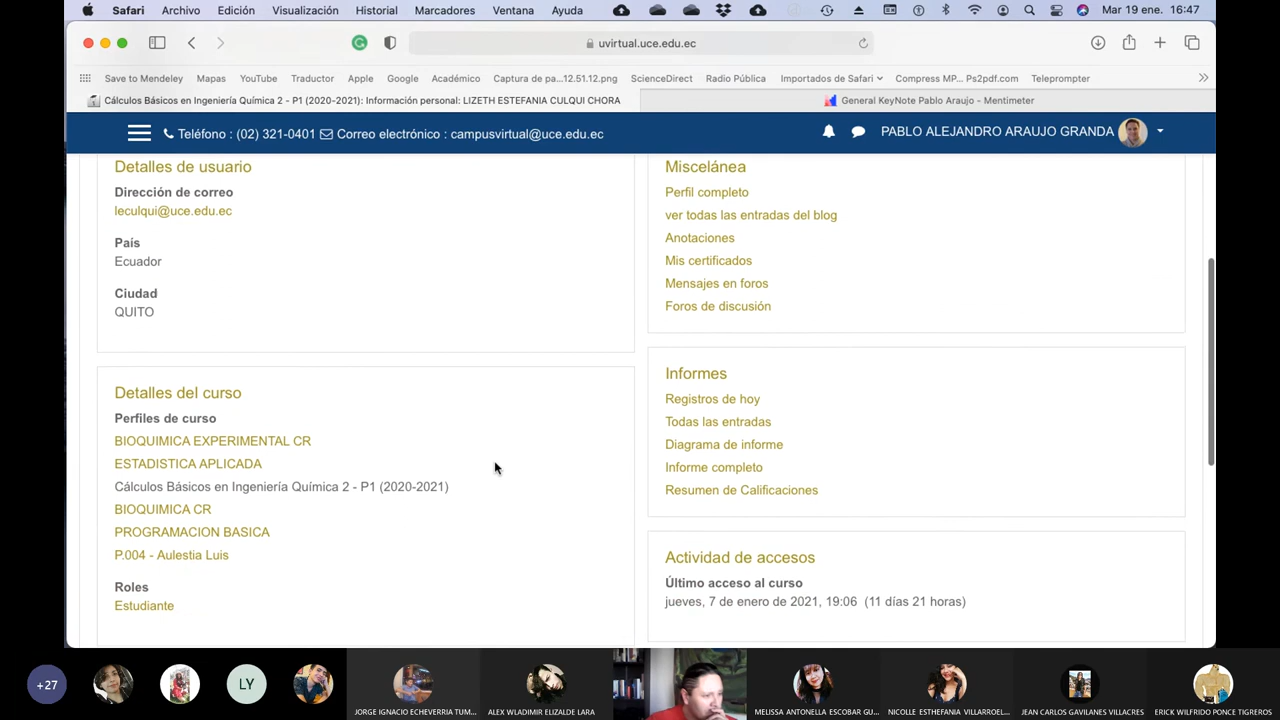 Safari Archivo Edición Visualización Historial Marcadores Ventana Ayuda Mar 19 ene. 16:47
uvirtual.uce.edu.ec
Save to Mendeley Mapas YouTube Traductor Apple Google Académico Captura de pa...12.51.12.png ScienceDirect Radio Pública Importados de Safari Compress MP... Ps2pdf.com Teleprompter
Cálculos Básicos en Ingeniería Química 2 - P1 (2020-2021): Información personal: LIZETH ESTEFANIA CULQUI CHORA General KeyNote Pablo Araujo - Mentimeter
Teléfono : (02) 321-0401 Correo electrónico : campusvirtual@uce.edu.ec PABLO ALEJANDRO ARAUJO GRANDA
Detalles de usuario
Dirección de correo
leculqui@uce.edu.ec
País
Ecuador
Ciudad
QUITO
Detalles del curso
Perfiles de curso
BIOQUIMICA EXPERIMENTAL CR
ESTADISTICA APLICADA
Cálculos Básicos en Ingeniería Química 2 - P1 (2020-2021)
BIOQUIMICA CR
PROGRAMACION BASICA
P.004 - Aulestia Luis
Roles
Estudiante
Miscelánea
Perfil completo
ver todas las entradas del blog
Anotaciones
Mis certificados
Mensajes en foros
Foros de discusión
Informes
Registros de hoy
Todas las entradas
Diagrama de informe
Informe completo
Resumen de Calificaciones
Actividad de accesos
Último acceso al curso
jueves, 7 de enero de 2021, 19:06 (11 días 21 horas)
+27 LY
JORGE IGNACIO ECHEVERRIA TUM... ALEX WLADIMIR ELIZALDE LARA MELISSA ANTONELLA ESCOBAR GU... NICOLLE ESTHEFANIA VILLARROEL... JEAN CARLOS GAVILANES VILLACRES ERICK WILFRIDO PONCE TIGREROS